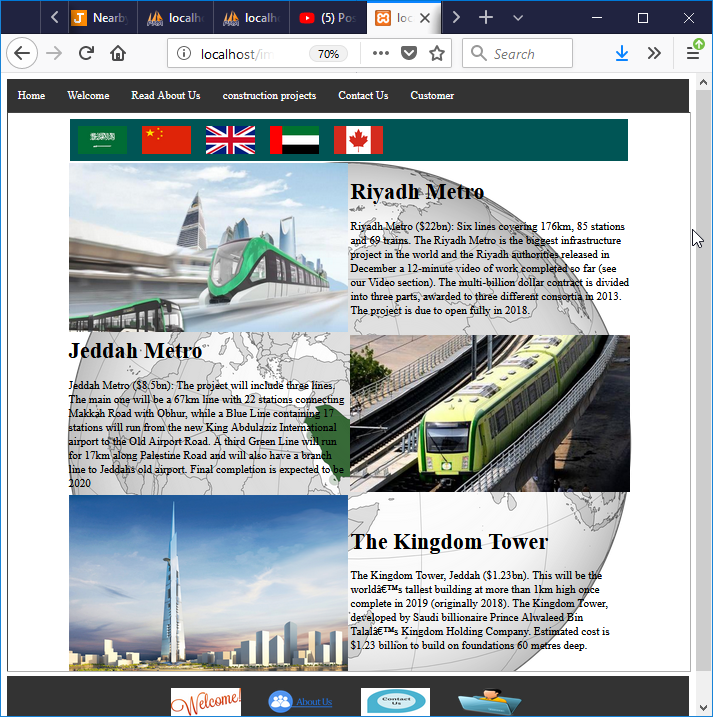 Nearby
localh
localh
(5) Pos
loc
localhost/im
70%
Search
Home
Welcome
Read About Us
construction projects
Contact Us
Customer
Riyadh Metro
Riyadh Metro ($22bn): Six lines covering 176km, 85 stations
and 69 trains. The Riyadh Metro is the biggest infrastructure
project in the world and the Riyadh authorities released in
December a 12-minute video of work completed so far (see
our Video section). The multi-billion dollar contract is divided
into three parts, awarded to three different consortia in 2013.
The project is due to open fully in 2018.
Jeddah Metro
Jeddah Metro ($8.5bn): The project will include three lines.
The main one will be a 67km line with 22 stations connecting
Makkah Road with Obhur, while a Blue Line containing 17
stations will run from the new King Abdulaziz International
airport to the Old Airport Road. A third Green Line will run
for 17km along Palestine Road and will also have a branch
line to Jeddahs old airport. Final completion is expected to be
2020
The Kingdom Tower
The Kingdom Tower, Jeddah ($1.23bn). This will be the
worldâ€™s tallest building at more than 1km high once
complete in 2019 (originally 2018). The Kingdom Tower,
developed by Saudi billionaire Prince Alwaleed Bin
Talalâ€™s Kingdom Holding Company. Estimated cost is
$1.23 billion to build on foundations 60 metres deep.
Welcome!
About Us
Contact
Us